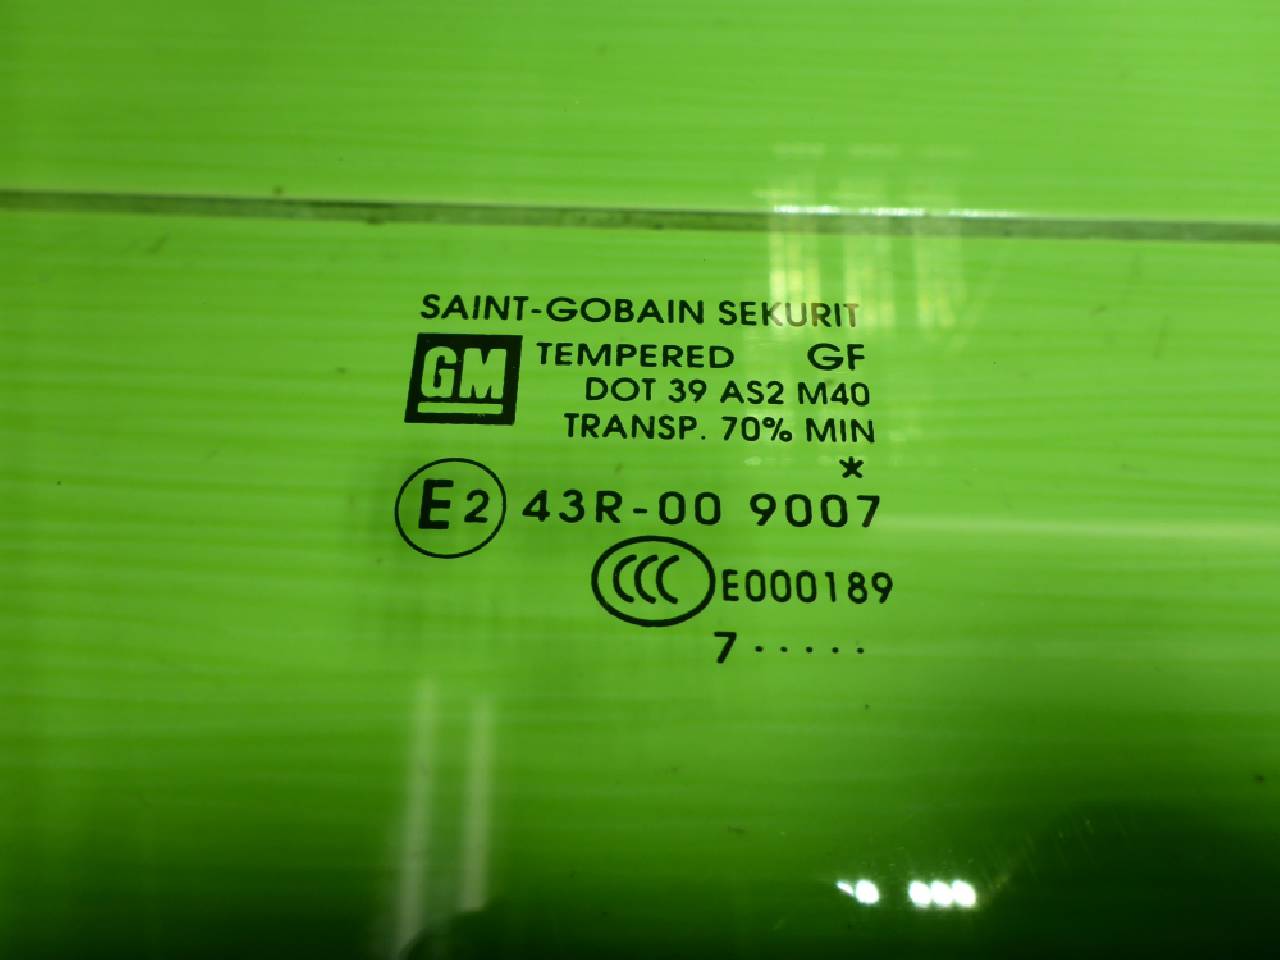 SAINT-GOBAIN SEKURIT
GM TEMPERED GF
DOT 39 AS2 M40
TRANSP. 70% MIN
*
E2 43R-00 9007
CCC E000189
7 · · · · ·